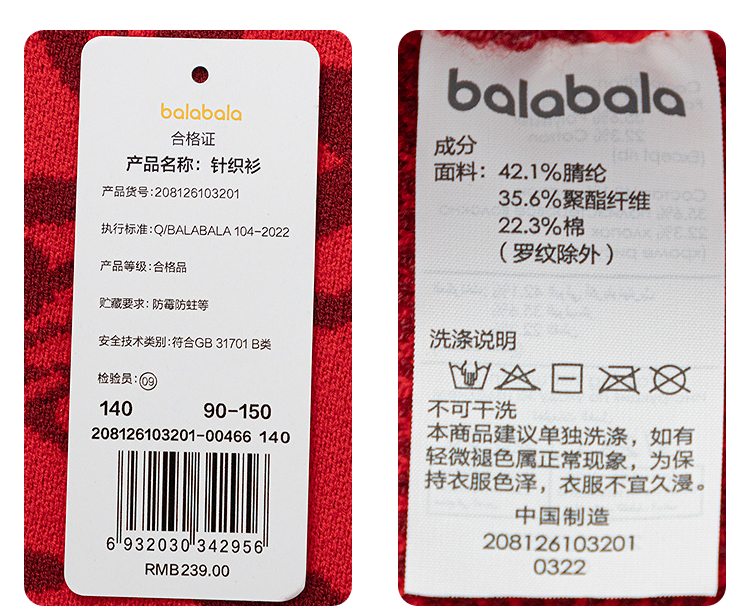 balabala
合格证
产品名称：针织衫
产品货号:208126103201
执行标准:Q/BALABALA 104-2022
产品等级:合格品
贮藏要求:防霉防蛀等
安全技术类别:符合GB 31701 B类
检验员:09
140 90-150
208126103201-00466 140
6 932030 342956
RMB239.00
balabala
成分
面料：42.1%腈纶
35.6%聚酯纤维
22.3%棉
（罗纹除外）
洗涤说明
不可干洗
本商品建议单独洗涤，如有
轻微褪色属正常现象，为保
持衣服色泽，衣服不宜久浸。
中国制造
208126103201
0322